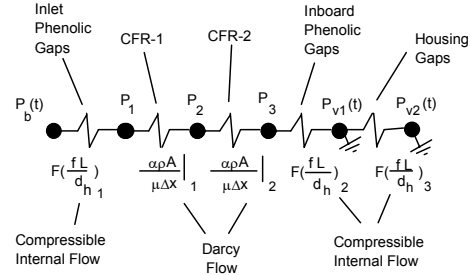 Inlet
Phenolic
Gaps
CFR-1
CFR-2
Inboard
Phenolic
Gaps
Housing
Gaps
P_b(t)
P_1
P_2
P_3
P_v1(t)
P_v2(t)
F(fL/d_h)_1
αρA/μΔx|_1
αρA/μΔx|_2
F(fL/d_h)_2
F(fL/d_h)_3
Compressible
Internal Flow
Darcy
Flow
Compressible
Internal Flow